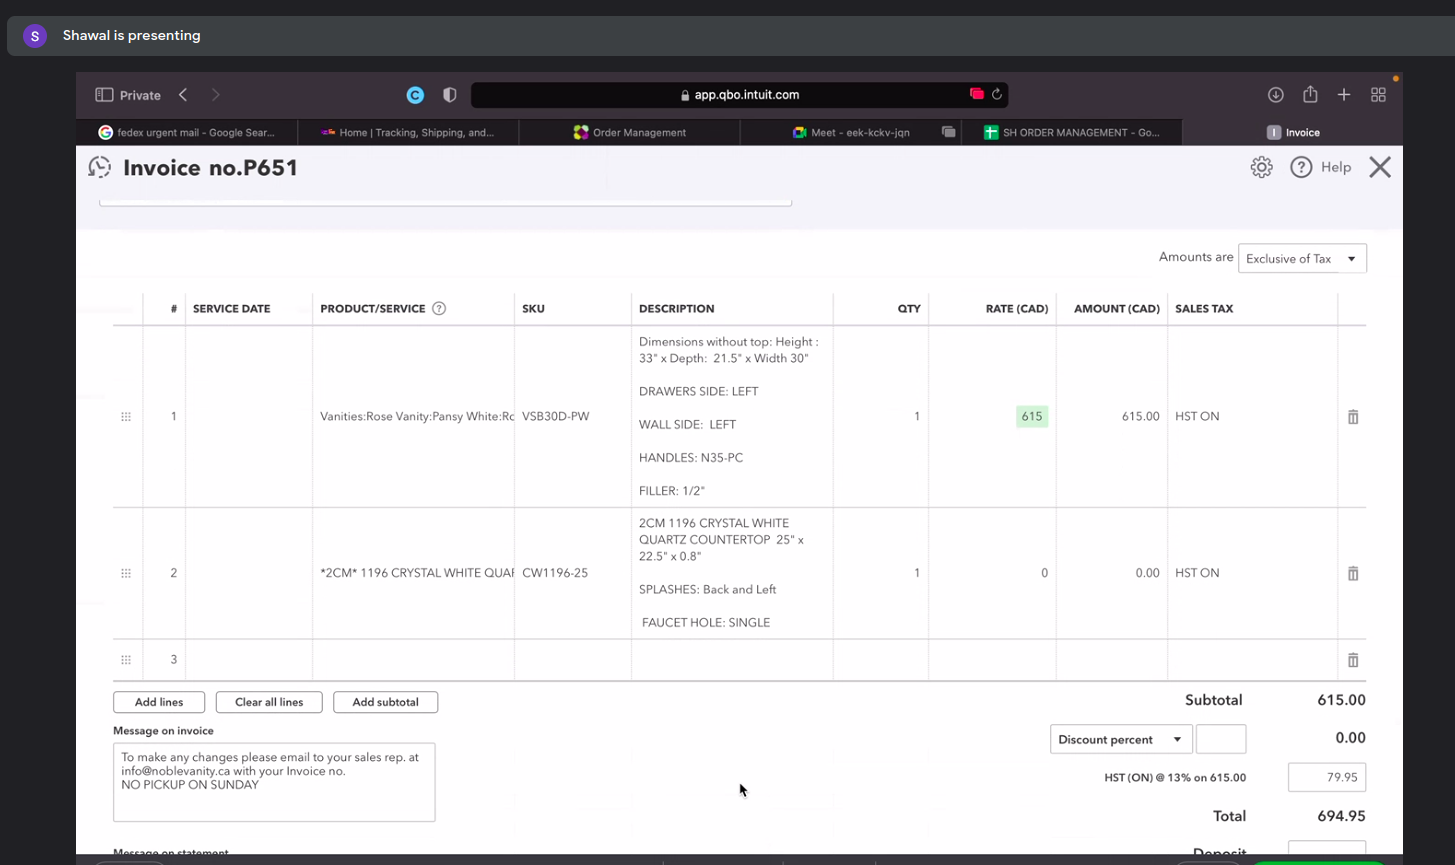 S
Shawal is presenting
Private
C
app.qbo.intuit.com
fedex urgent mail - Google Sear...
Home | Tracking, Shipping, and...
Order Management
Meet - eek-kckv-jqn
SH ORDER MANAGEMENT - Go...
I Invoice
Invoice no.P651
? Help
Amounts are Exclusive of Tax
# SERVICE DATE PRODUCT/SERVICE ? SKU DESCRIPTION QTY RATE (CAD) AMOUNT (CAD) SALES TAX
Dimensions without top: Height :
33" x Depth: 21.5" x Width 30"
DRAWERS SIDE: LEFT
1 Vanities:Rose Vanity:Pansy White:Ro VSB30D-PW 1 615 615.00 HST ON
WALL SIDE: LEFT
HANDLES: N35-PC
FILLER: 1/2"
2CM 1196 CRYSTAL WHITE
QUARTZ COUNTERTOP 25" x
22.5" x 0.8"
2 *2CM* 1196 CRYSTAL WHITE QUAR CW1196-25 1 0 0.00 HST ON
SPLASHES: Back and Left
FAUCET HOLE: SINGLE
3
Add lines Clear all lines Add subtotal
Subtotal 615.00
Message on invoice
To make any changes please email to your sales rep. at
info@noblevanity.ca with your Invoice no.
NO PICKUP ON SUNDAY
Discount percent 0.00
HST (ON) @ 13% on 615.00 79.95
Total 694.95
Message on statement
Deposit